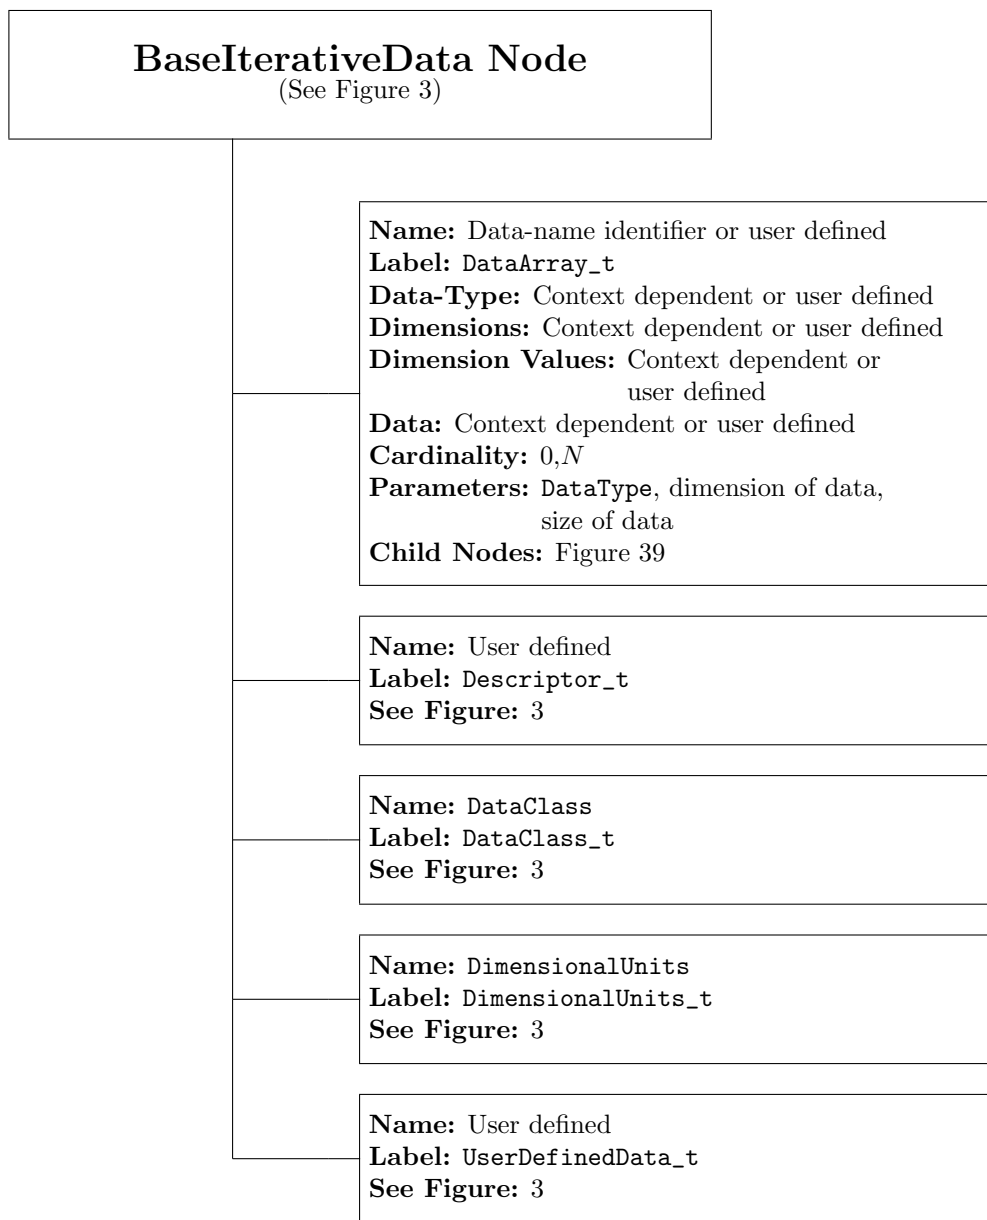 BaseIterativeData Node
(See Figure 3)
Name: Data-name identifier or user defined
Label: DataArray_t
Data-Type: Context dependent or user defined
Dimensions: Context dependent or user defined
Dimension Values: Context dependent or
user defined
Data: Context dependent or user defined
Cardinality: 0,N
Parameters: DataType, dimension of data,
size of data
Child Nodes: Figure 39
Name: User defined
Label: Descriptor_t
See Figure: 3
Name: DataClass
Label: DataClass_t
See Figure: 3
Name: DimensionalUnits
Label: DimensionalUnits_t
See Figure: 3
Name: User defined
Label: UserDefinedData_t
See Figure: 3